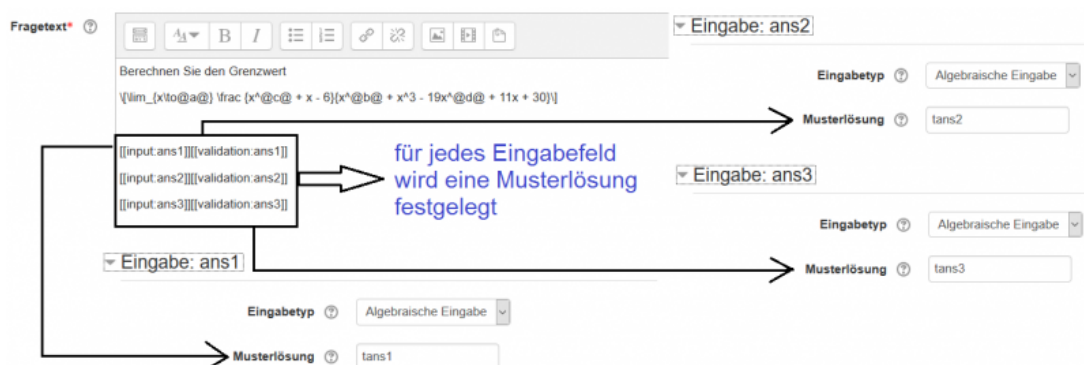 Fragetext*
Berechnen Sie den Grenzwert
\[\lim_{x\to@a@} \frac {x^@c@ + x - 6}{x^@b@ + x^3 - 19x^@d@ + 11x + 30}\]
[[input:ans1]][[validation:ans1]]
[[input:ans2]][[validation:ans2]]
[[input:ans3]][[validation:ans3]]
für jedes Eingabefeld
wird eine Musterlösung
festgelegt
Eingabe: ans1
Eingabetyp Algebraische Eingabe
Musterlösung tans1
Eingabe: ans2
Eingabetyp Algebraische Eingabe
Musterlösung tans2
Eingabe: ans3
Eingabetyp Algebraische Eingabe
Musterlösung tans3